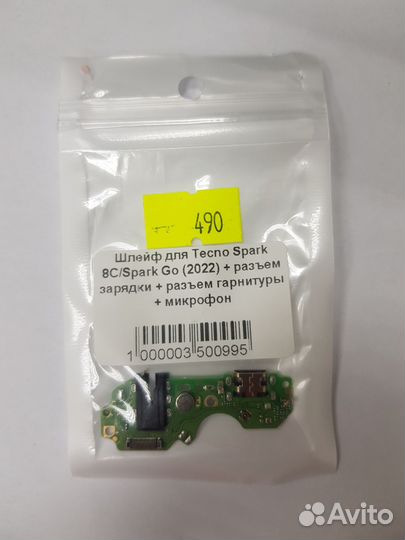 490
Шлейф для Tecno Spark
8C/Spark Go (2022) + разъем
зарядки + разъем гарнитуры
+ микрофон
1 000003 500995
Avito